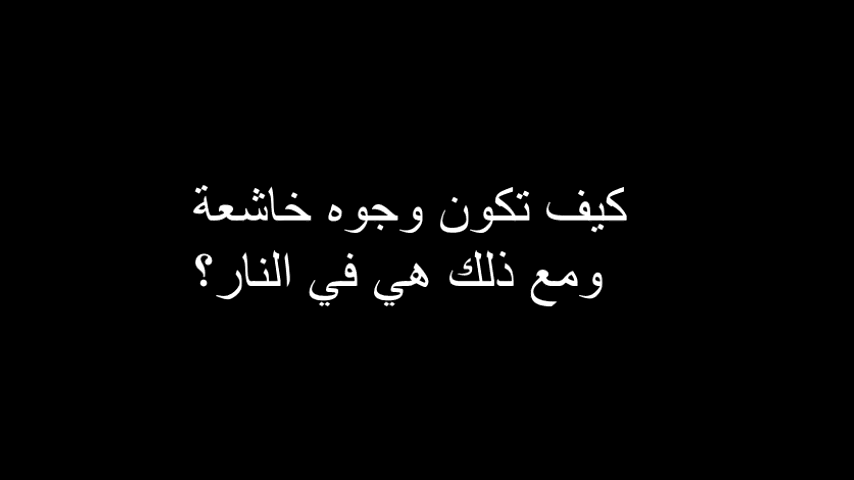 كيف تكون وجوه خاشعة
ومع ذلك هي في النار؟